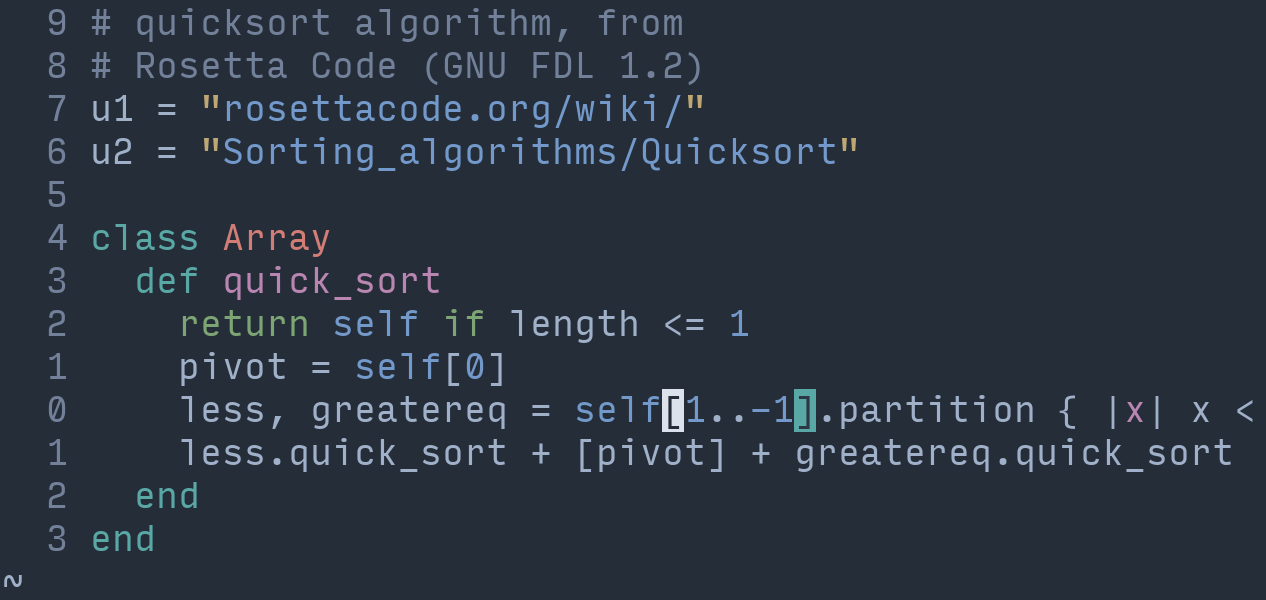 9 # quicksort algorithm, from
8 # Rosetta Code (GNU FDL 1.2)
7 u1 = "rosettacode.org/wiki/"
6 u2 = "Sorting_algorithms/Quicksort"
5
4 class Array
3   def quick_sort
2     return self if length <= 1
1     pivot = self[0]
0     less, greatereq = self[1..-1].partition { |x| x <
1     less.quick_sort + [pivot] + greatereq.quick_sort
2   end
3 end
~